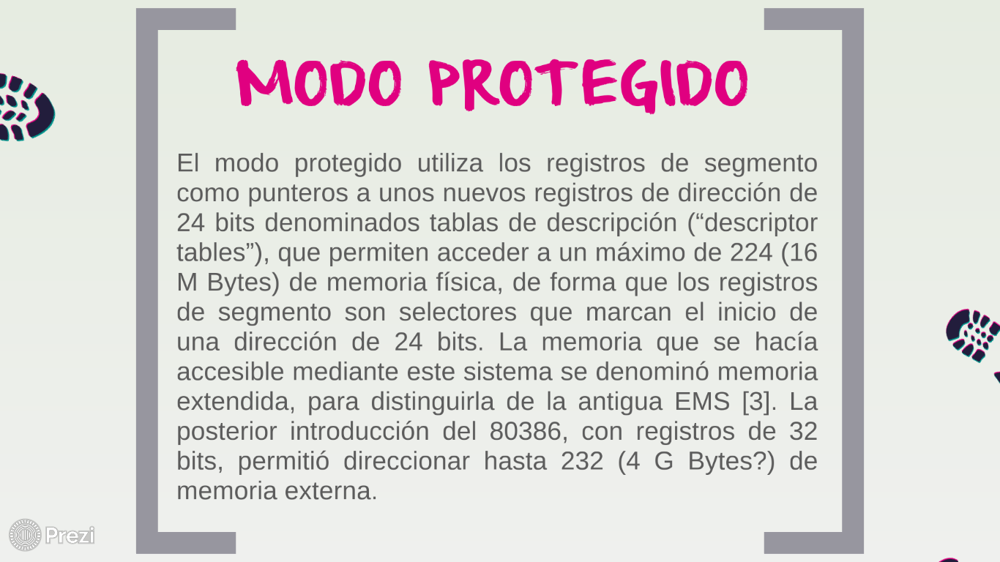 MODO PROTEGIDO
El modo protegido utiliza los registros de segmento
como punteros a unos nuevos registros de dirección de
24 bits denominados tablas de descripción (“descriptor
tables”), que permiten acceder a un máximo de 224 (16
M Bytes) de memoria física, de forma que los registros
de segmento son selectores que marcan el inicio de
una dirección de 24 bits. La memoria que se hacía
accesible mediante este sistema se denominó memoria
extendida, para distinguirla de la antigua EMS [3]. La
posterior introducción del 80386, con registros de 32
bits, permitió direccionar hasta 232 (4 G Bytes?) de
memoria externa.
Prezi